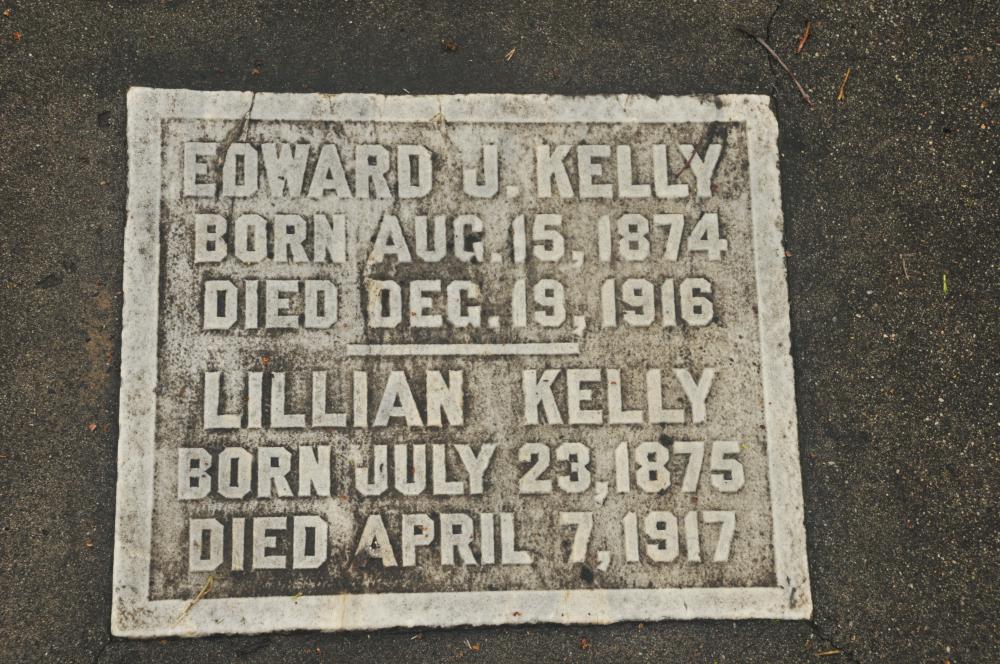 EDWARD J. KELLY
BORN AUG. 15, 1874
DIED DEC. 19, 1916
LILLIAN KELLY
BORN JULY 23, 1875
DIED APRIL 7, 1917